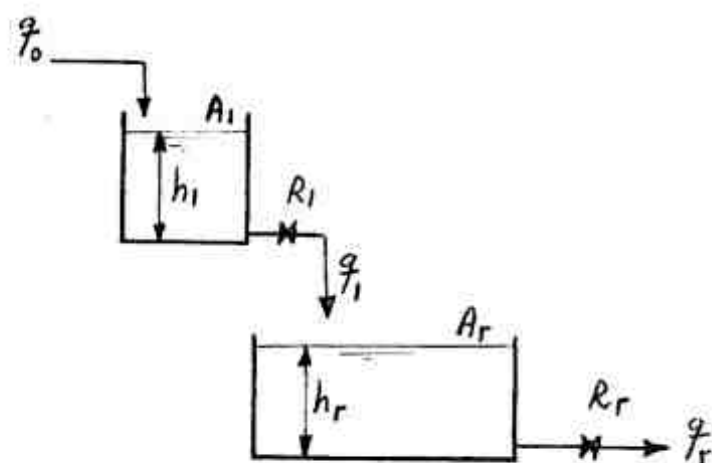 q₀
A₁
h₁
R₁
q₁
Aᵣ
hᵣ
Rᵣ
qᵣ